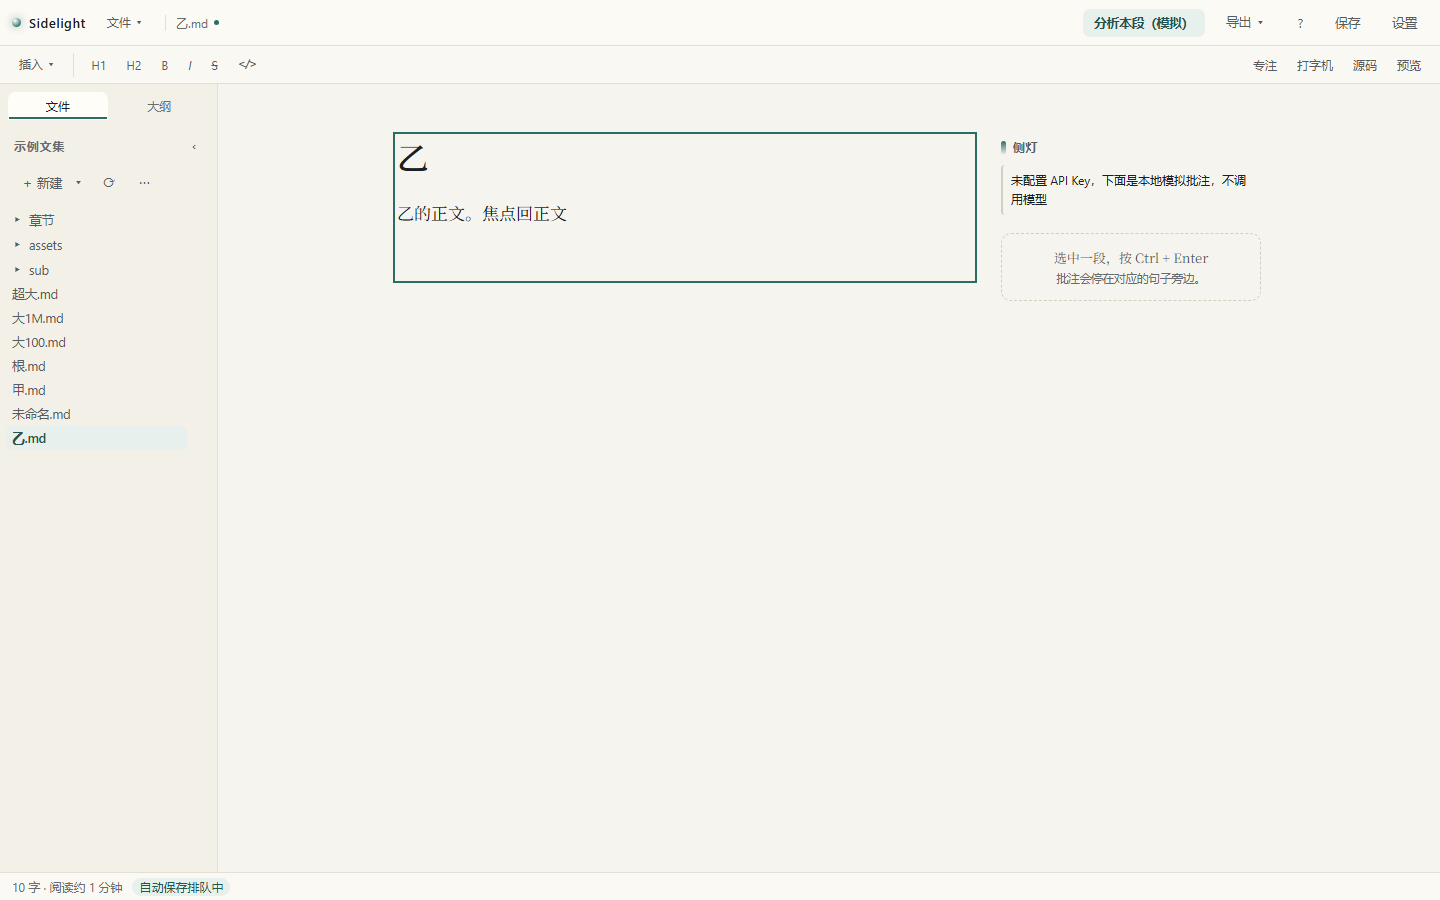 Sidelight 文件 乙.md 分析本段（模拟） 导出 ? 保存 设置
插入 H1 H2 B I S </> 专注 打字机 源码 预览
文件 大纲
示例文集
+ 新建 ...
章节
assets
sub
超大.md
大1M.md
大100.md
根.md
甲.md
未命名.md
乙.md
乙
乙的正文。焦点回正文
侧灯
未配置 API Key，下面是本地模拟批注，不调
用模型
选中一段，按 Ctrl + Enter
批注会停在对应的句子旁边。
10 字 · 阅读约 1 分钟 自动保存排队中